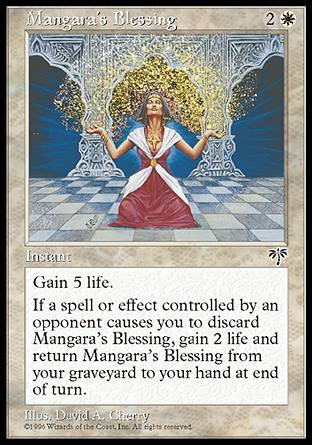 Mangara's Blessing 2
Instant
Gain 5 life.
If a spell or effect controlled by an
opponent causes you to discard
Mangara's Blessing, gain 2 life and
return Mangara's Blessing from
your graveyard to your hand at end
of turn.
Illus. David A. Cherry
©1996 Wizards of the Coast, Inc. All rights reserved.